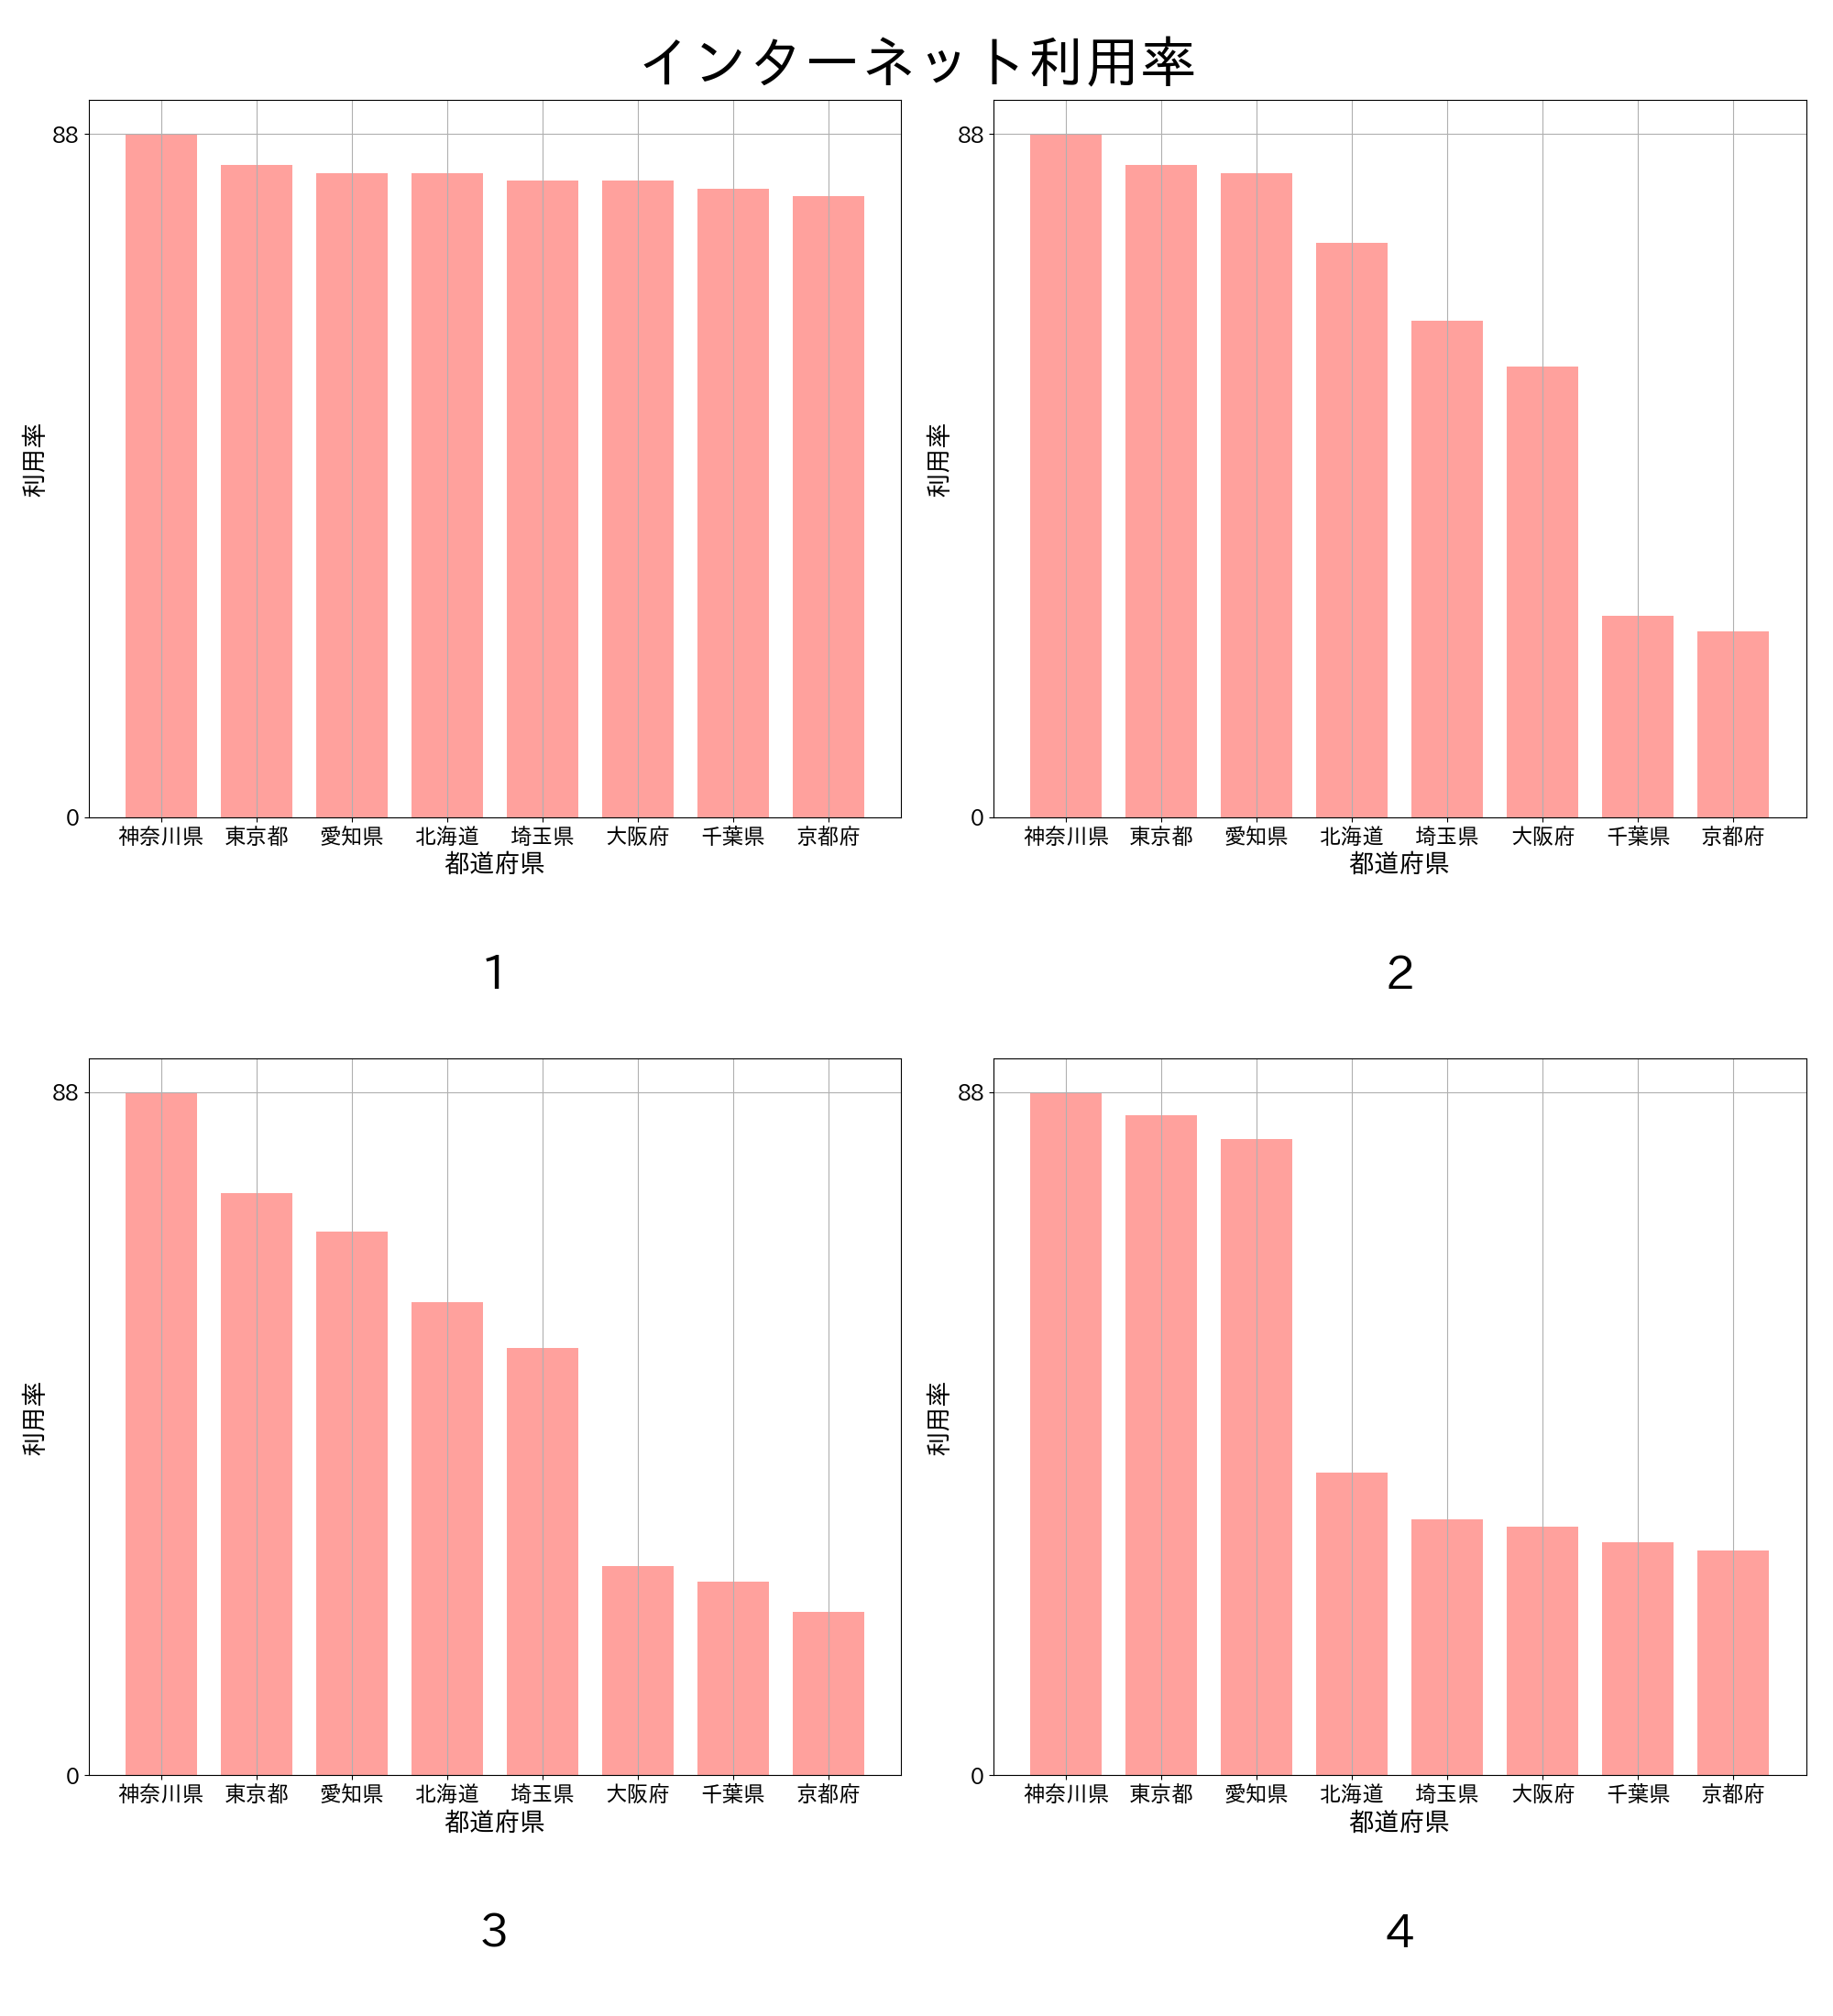 インターネット利用率
88
0
利用率
神奈川県 東京都 愛知県 北海道 埼玉県 大阪府 千葉県 京都府
都道府県
1
88
0
利用率
神奈川県 東京都 愛知県 北海道 埼玉県 大阪府 千葉県 京都府
都道府県
2
88
0
利用率
神奈川県 東京都 愛知県 北海道 埼玉県 大阪府 千葉県 京都府
都道府県
3
88
0
利用率
神奈川県 東京都 愛知県 北海道 埼玉県 大阪府 千葉県 京都府
都道府県
4